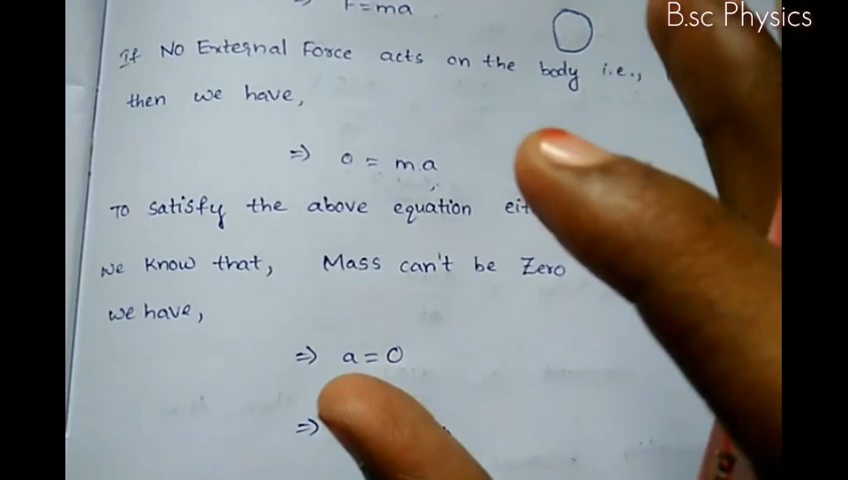 B.sc Physics
=> F = ma
If No External Force acts on the body i.e.,
then we have,
=> 0 = m.a
To satisfy the above equation
We know that, Mass can't be Zero
we have,
=> a = 0
=>